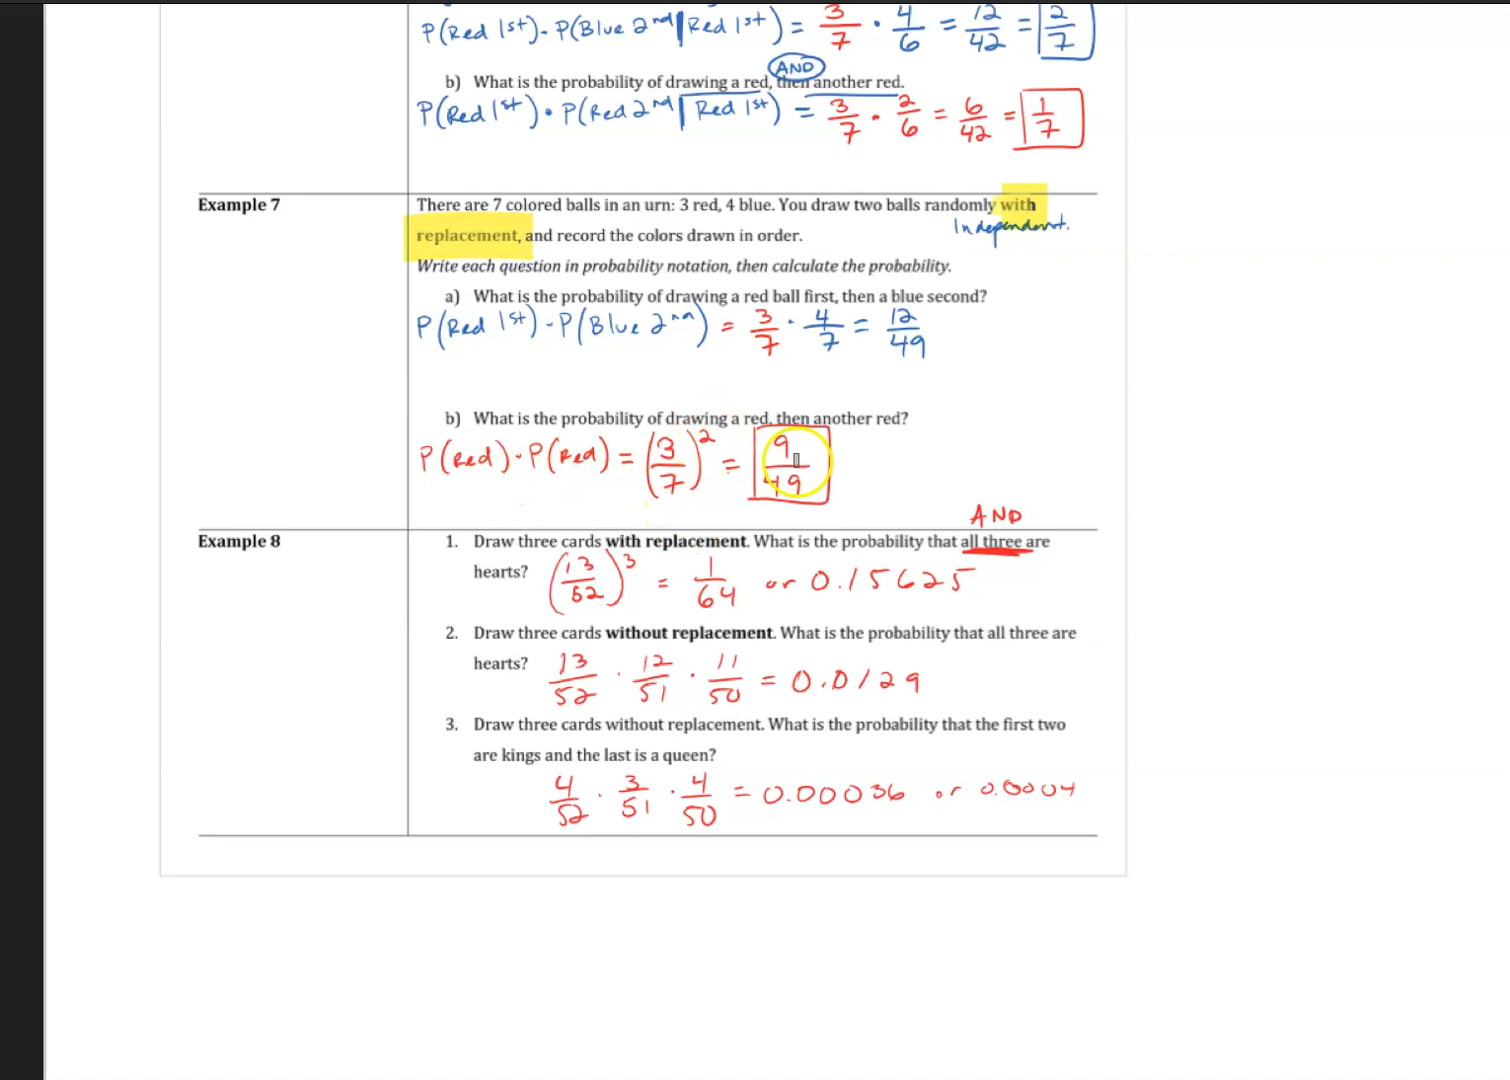 P(Red 1st) · P(Blue 2nd | Red 1st) = 3/7 · 4/6 = 12/42 = 2/7
AND
b) What is the probability of drawing a red, then another red.
P(Red 1st) · P(Red 2nd | Red 1st) = 3/7 · 2/6 = 6/42 = 1/7
Example 7
There are 7 colored balls in an urn: 3 red, 4 blue. You draw two balls randomly with
replacement, and record the colors drawn in order.
Independent.
Write each question in probability notation, then calculate the probability.
a) What is the probability of drawing a red ball first, then a blue second?
P(Red 1st) · P(Blue 2nd) = 3/7 · 4/7 = 12/49
b) What is the probability of drawing a red, then another red?
P(Red) · P(Red) = (3/7)² = 9/49
AND
Example 8
1. Draw three cards with replacement. What is the probability that all three are
hearts? (13/52)³ = 1/64 or 0.15625
2. Draw three cards without replacement. What is the probability that all three are
hearts? 13/52 · 12/51 · 11/50 = 0.0129
3. Draw three cards without replacement. What is the probability that the first two
are kings and the last is a queen?
4/52 · 3/51 · 4/50 = 0.00036 or 0.0004